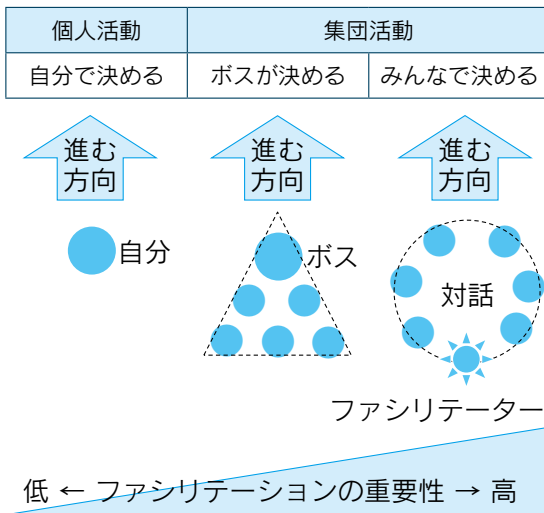 個人活動 集団活動
自分で決める ボスが決める みんなで決める
進む 進む 進む
方向 方向 方向
自分 ボス
対話
ファシリテーター
低 ← ファシリテーションの重要性 → 高